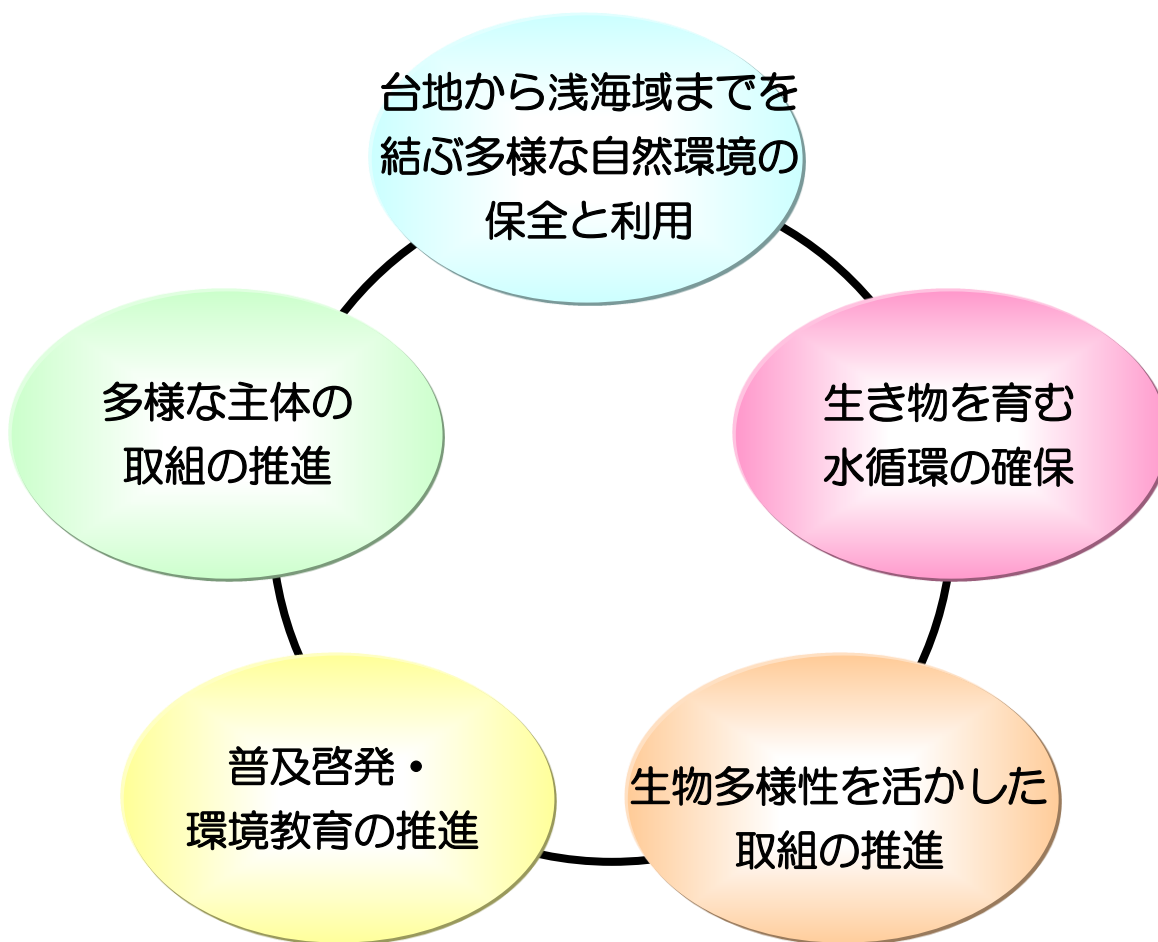 台地から浅海域までを
結ぶ多様な自然環境の
保全と利用
生き物を育む
水循環の確保
生物多様性を活かした
取組の推進
普及啓発・
環境教育の推進
多様な主体の
取組の推進